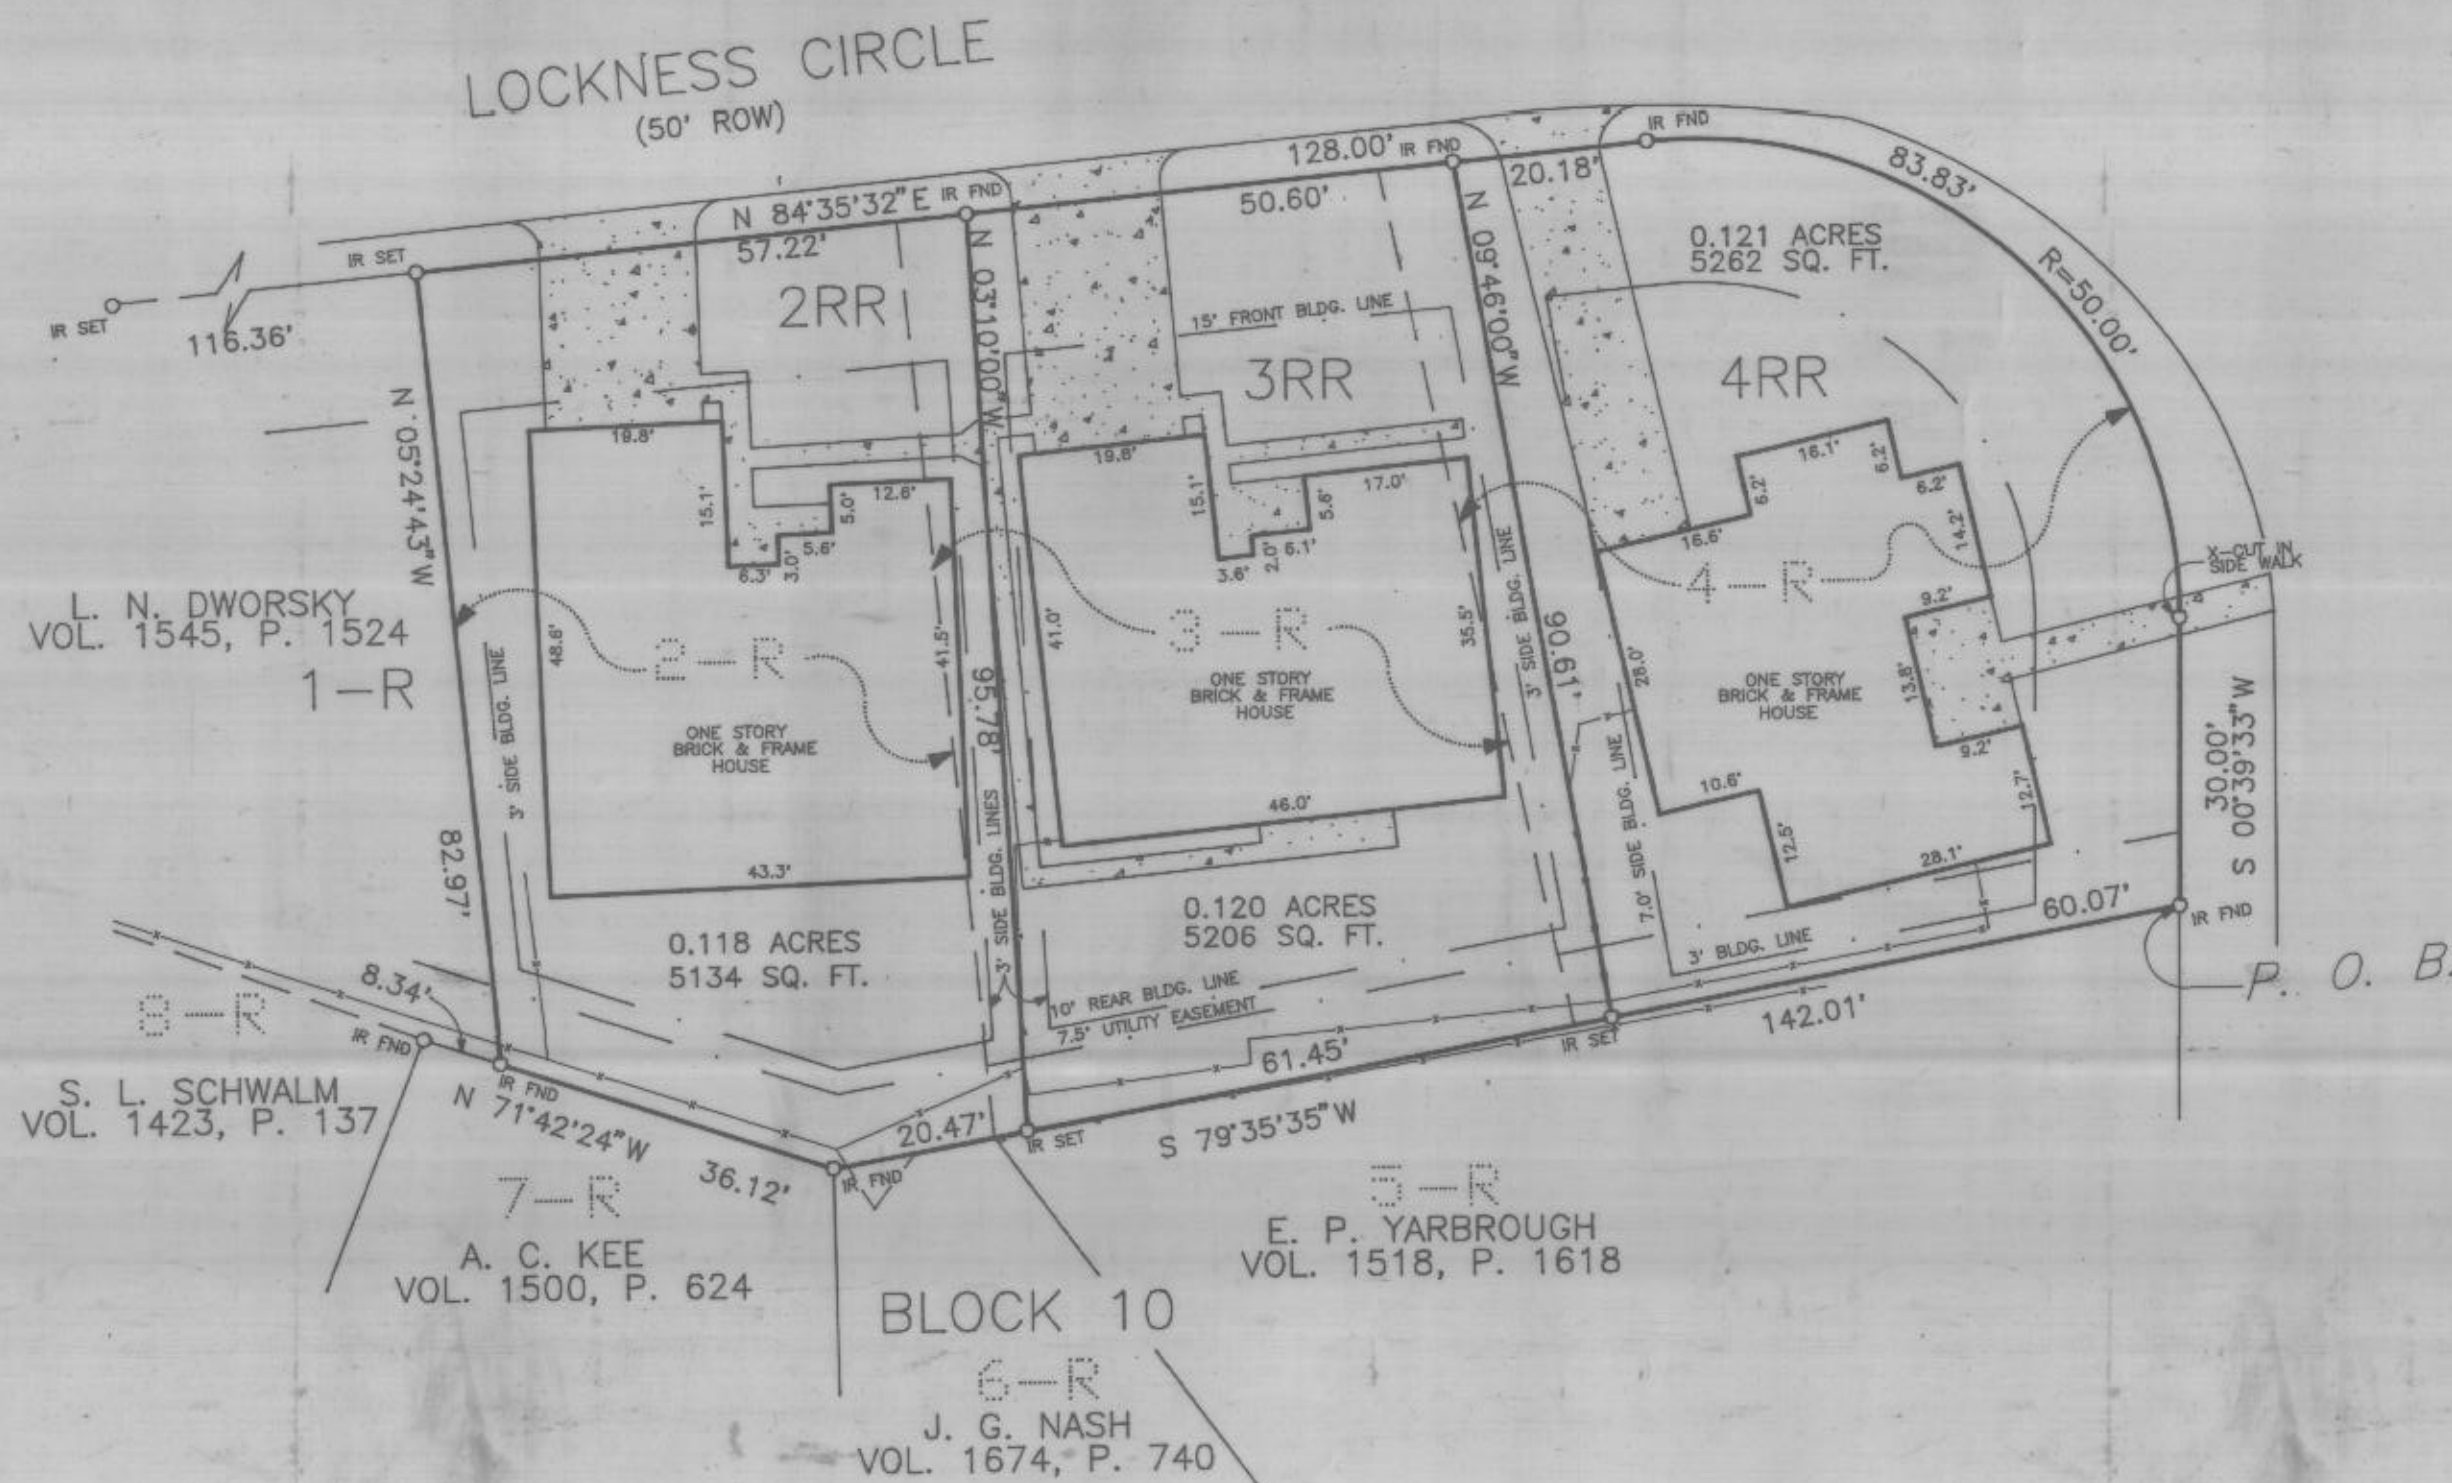 LOCKNESS CIRCLE
(50' ROW)
IR SET
116.36'
IR SET
N 84°35'32" E
57.22'
IR FND
128.00'
50.60'
IR FND
20.18'
IR FND
83.83'
R=50.00'
2RR
N 03°10'00" W
15' FRONT BLDG. LINE
3RR
N 09°46'00" W
0.121 ACRES
5262 SQ. FT.
4RR
N 05°24'43" W
19.8'
15.1'
6.3'
3.0'
5.6'
5.0'
12.6'
19.8'
15.1'
3.6'
2.0'
6.1'
5.6'
17.0'
16.6'
6.2'
16.1'
6.2'
6.2'
14.2'
9.2'
13.8'
9.2'
12.7'
X-CUT IN
SIDE WALK
L. N. DWORSKY
VOL. 1545, P. 1524
1-R
3' SIDE BLDG. LINE
48.6'
2-R
41.5'
ONE STORY
BRICK & FRAME
HOUSE
43.3'
95.78'
3' SIDE BLDG. LINES
41.0'
3-R
35.5'
ONE STORY
BRICK & FRAME
HOUSE
46.0'
3' SIDE BLDG. LINE
90.61'
4-R
28.0'
ONE STORY
BRICK & FRAME
HOUSE
10.6'
12.5'
28.1'
7.0' SIDE BLDG. LINE
30.00'
S 00°39'33" W
82.97'
0.118 ACRES
5134 SQ. FT.
0.120 ACRES
5206 SQ. FT.
60.07'
IR FND
P. O. B.
3' BLDG. LINE
142.01'
8.34'
8-R
IR FND
S. L. SCHWALM
VOL. 1423, P. 137
IR FND
N 71°42'24" W
36.12'
10' REAR BLDG. LINE
7.5' UTILITY EASEMENT
61.45'
IR SET
20.47'
IR SET
IR FND
S 79°35'35" W
7-R
A. C. KEE
VOL. 1500, P. 624
5-R
E. P. YARBROUGH
VOL. 1518, P. 1618
BLOCK 10
6-R
J. G. NASH
VOL. 1674, P. 740